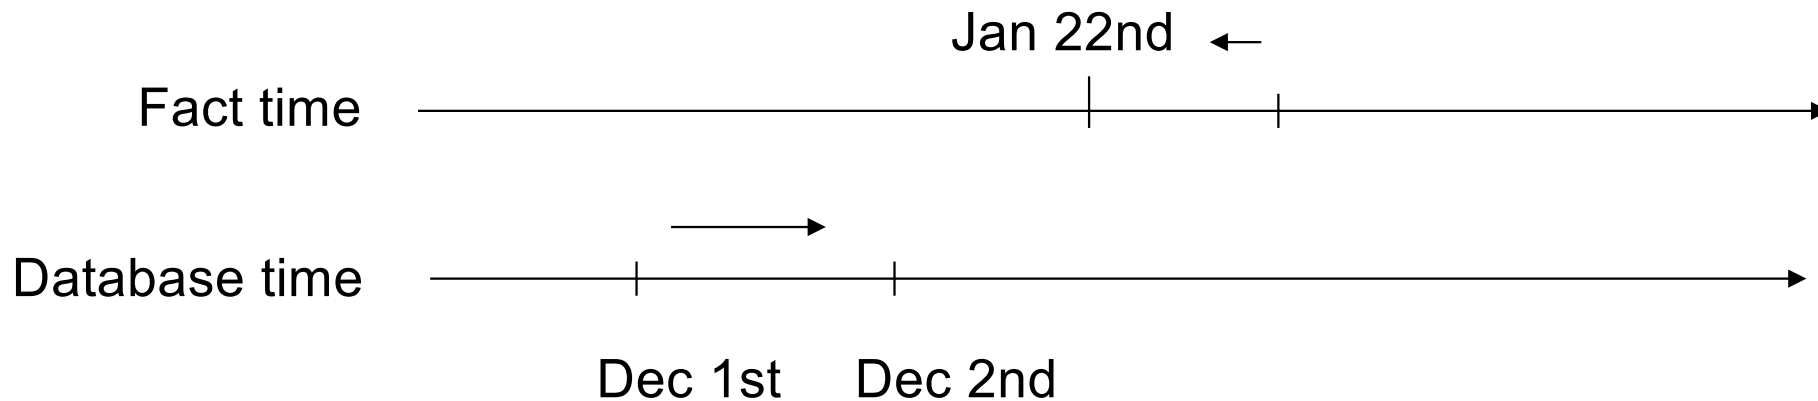 Jan 22nd
Fact time
Database time
Dec 1st
Dec 2nd